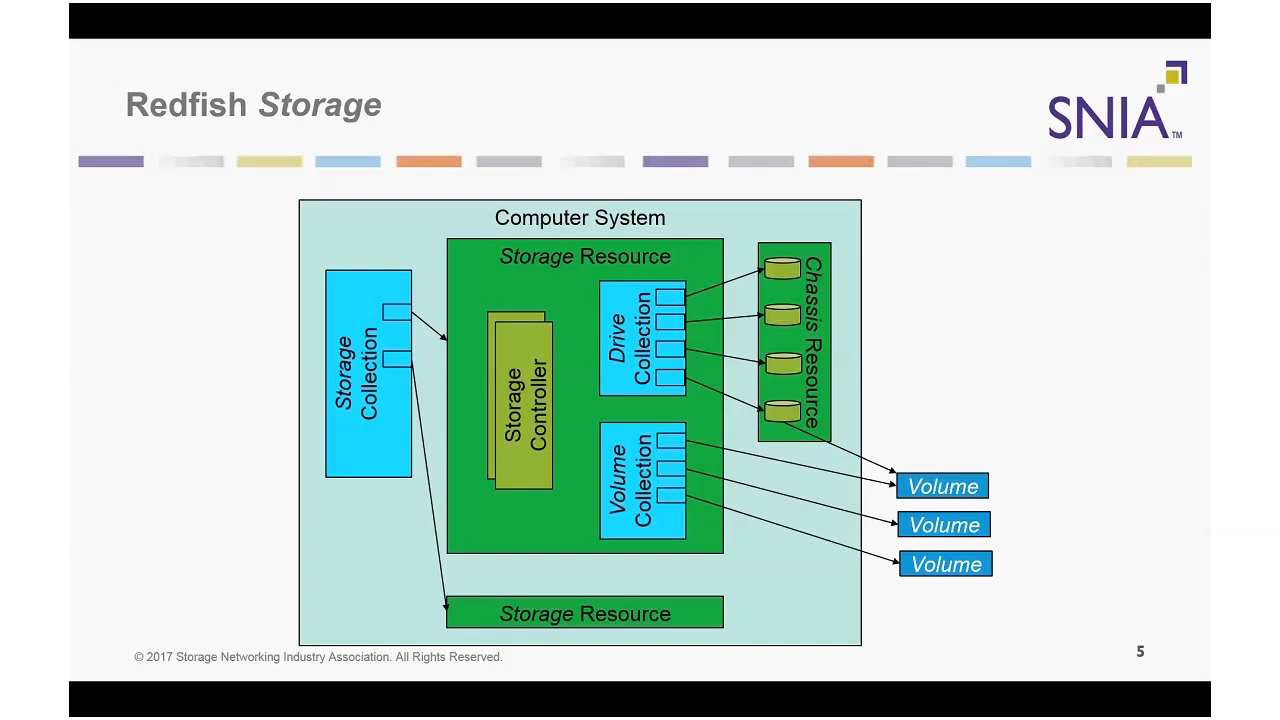 Redfish Storage
SNIA™
Computer System
Storage Resource
Storage
Collection
Storage
Controller
Drive
Collection
Chassis Resource
Volume
Collection
Volume
Volume
Volume
Storage Resource
© 2017 Storage Networking Industry Association. All Rights Reserved.
5